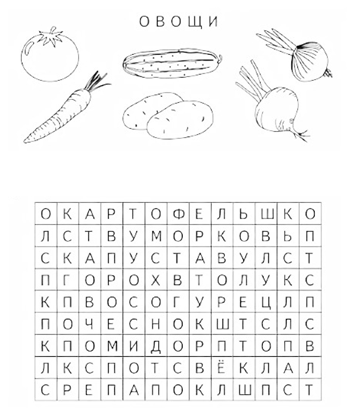 ОВОЩИ
О К А Р Т О Ф Е Л Ь Ш К О
Л С Т В У М О Р К О В Ь П
С К А П У С Т А В У Л С Т
П Г О Р О Х В Т О Л У К С
К П В О С О Г У Р Е Ц Л П
П О Ч Е С Н О К Ш Т С Л С
К П О М И Д О Р П Т О П В
Л К С П О Т С В Ё К Л А Л
С Р Е П А П О К Л Ш П С Т